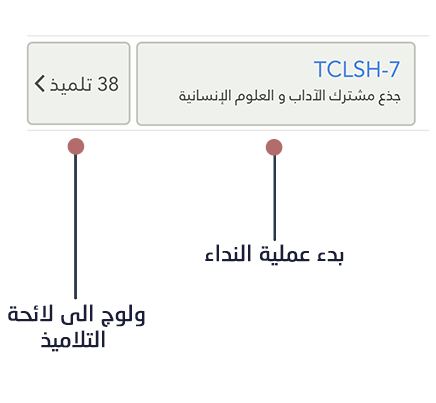 TCLSH-7
جذع مشترك الآداب و العلوم الإنسانية
38 تلميذ
بدء عملية النداء
ولوج الى لائحة
التلاميذ